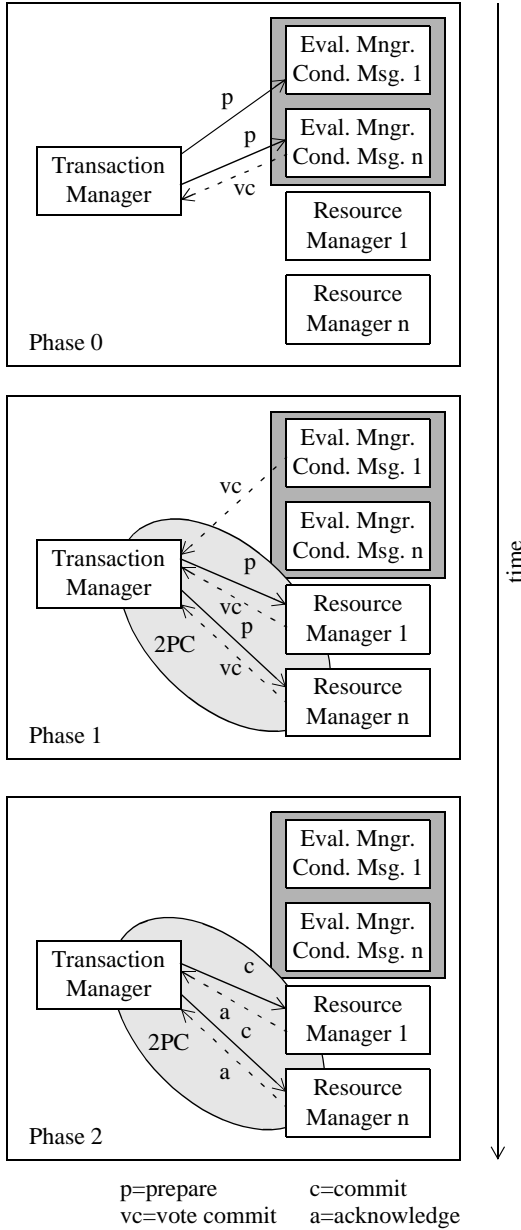 Eval. Mngr.
Cond. Msg. 1
p
p
Eval. Mngr.
Cond. Msg. n
Transaction
Manager
vc
Resource
Manager 1
Resource
Manager n
Phase 0
Eval. Mngr.
Cond. Msg. 1
vc
Eval. Mngr.
Cond. Msg. n
Transaction
Manager
p
time
vc
Resource
Manager 1
p
2PC
vc
Resource
Manager n
Phase 1
Eval. Mngr.
Cond. Msg. 1
Eval. Mngr.
Cond. Msg. n
Transaction
Manager
c
a
Resource
Manager 1
c
2PC
a
Resource
Manager n
Phase 2
p=prepare c=commit
vc=vote commit a=acknowledge